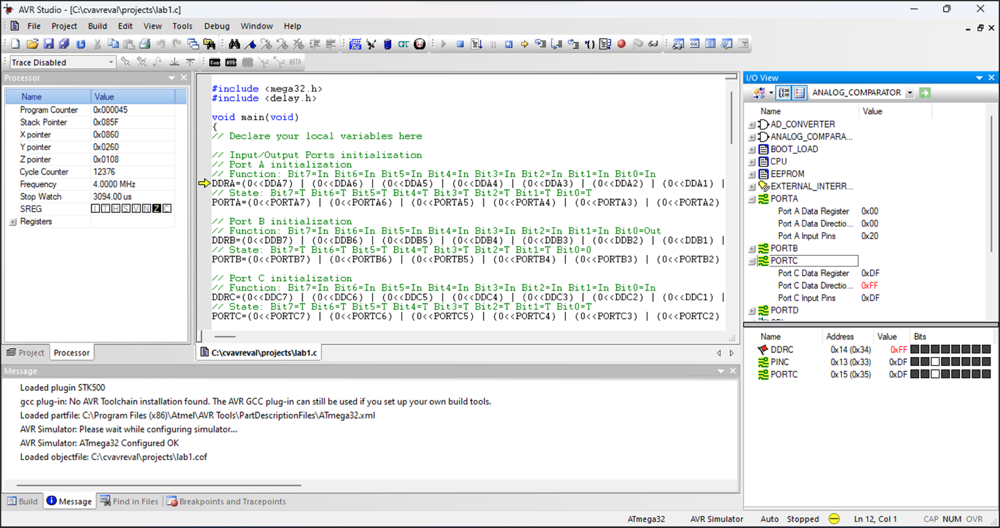 AVR Studio - [C:\cvavreval\projects\lab1.c]
File Project Build Edit View Tools Debug Window Help
Trace Disabled
Con AVR AUTO
Processor
Name Value
Program Counter 0x000045
Stack Pointer 0x085F
X pointer 0x0860
Y pointer 0x0260
Z pointer 0x0108
Cycle Counter 12376
Frequency 4.0000 MHz
Stop Watch 3094.00 us
SREG I T H S V N Z C
Registers
Project Processor
#include <mega32.h>
#include <delay.h>
void main(void)
{
// Declare your local variables here
// Input/Output Ports initialization
// Port A initialization
// Function: Bit7=In Bit6=In Bit5=In Bit4=In Bit3=In Bit2=In Bit1=In Bit0=In
DDRA=(0<<DDA7) | (0<<DDA6) | (0<<DDA5) | (0<<DDA4) | (0<<DDA3) | (0<<DDA2) | (0<<DDA1) |
// State: Bit7=T Bit6=T Bit5=T Bit4=T Bit3=T Bit2=T Bit1=T Bit0=T
PORTA=(0<<PORTA7) | (0<<PORTA6) | (0<<PORTA5) | (0<<PORTA4) | (0<<PORTA3) | (0<<PORTA2)
// Port B initialization
// Function: Bit7=In Bit6=In Bit5=In Bit4=In Bit3=In Bit2=In Bit1=In Bit0=Out
DDRB=(0<<DDB7) | (0<<DDB6) | (0<<DDB5) | (0<<DDB4) | (0<<DDB3) | (0<<DDB2) | (0<<DDB1) |
// State: Bit7=T Bit6=T Bit5=T Bit4=T Bit3=T Bit2=T Bit1=T Bit0=0
PORTB=(0<<PORTB7) | (0<<PORTB6) | (0<<PORTB5) | (0<<PORTB4) | (0<<PORTB3) | (0<<PORTB2)
// Port C initialization
// Function: Bit7=In Bit6=In Bit5=In Bit4=In Bit3=In Bit2=In Bit1=In Bit0=In
DDRC=(0<<DDC7) | (0<<DDC6) | (0<<DDC5) | (0<<DDC4) | (0<<DDC3) | (0<<DDC2) | (0<<DDC1) |
// State: Bit7=T Bit6=T Bit5=T Bit4=T Bit3=T Bit2=T Bit1=T Bit0=T
PORTC=(0<<PORTC7) | (0<<PORTC6) | (0<<PORTC5) | (0<<PORTC4) | (0<<PORTC3) | (0<<PORTC2)
C:\cvavreval\projects\lab1.c
I/O View
ANALOG_COMPARATOR
Name Value
AD_CONVERTER
ANALOG_COMPARA...
BOOT_LOAD
CPU
EEPROM
EXTERNAL_INTERR...
PORTA
Port A Data Register 0x00
Port A Data Directio... 0x00
Port A Input Pins 0x20
PORTB
PORTC
Port C Data Register 0xDF
Port C Data Directio... 0xFF
Port C Input Pins 0xDF
PORTD
Name Address Value Bits
DDRC 0x14 (0x34) 0xFF
PINC 0x13 (0x33) 0xDF
PORTC 0x15 (0x35) 0xDF
Message
Loaded plugin STK500
gcc plug-in: No AVR Toolchain installation found. The AVR GCC plug-in can still be used if you set up your own build tools.
Loaded partfile: C:\Program Files (x86)\Atmel\AVR Tools\PartDescriptionFiles\ATmega32.xml
AVR Simulator: Please wait while configuring simulator...
AVR Simulator: ATmega32 Configured OK
Loaded objectfile: C:\cvavreval\projects\lab1.cof
Build Message Find in Files Breakpoints and Tracepoints
ATmega32 AVR Simulator Auto Stopped Ln 12, Col 1 CAP NUM OVR